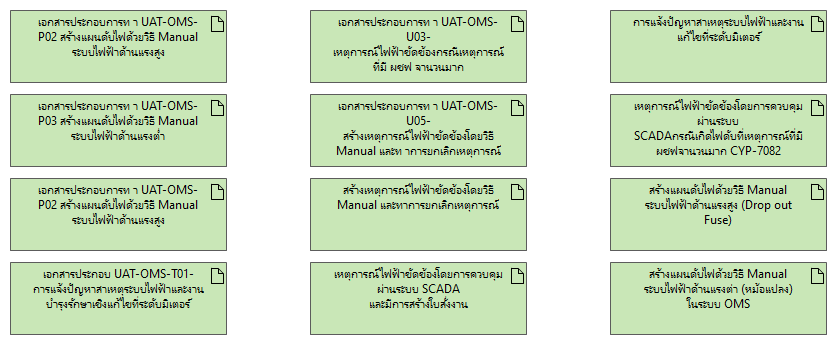 เอกสารประกอบการท า UAT-OMS-
P02 สร้างแผนดับไฟด้วยวิธี Manual
ระบบไฟฟ้าด้านแรงสูง
เอกสารประกอบการท า UAT-OMS-
U03-
เหตุการณ์ไฟฟ้าขัดข้องกรณีเหตุการณ์
ที่มี ผชฟ จำนวนมาก
การแจ้งปัญหาสาเหตุระบบไฟฟ้าและงาน
แก้ไขที่ระดับมิเตอร์
เอกสารประกอบการท า UAT-OMS-
P03 สร้างแผนดับไฟด้วยวิธี Manual
ระบบไฟฟ้าด้านแรงต่ำ
เอกสารประกอบการท า UAT-OMS-
U05-
สร้างเหตุการณ์ไฟฟ้าขัดข้องโดยวิธี
Manual และท าการยกเลิกเหตุการณ์
เหตุการณ์ไฟฟ้าขัดข้องโดยการควบคุม
ผ่านระบบ
SCADAกรณีเกิดไฟดับที่เหตุการณ์ที่มี
ผชฟจำนวนมาก CYP-7082
เอกสารประกอบการท า UAT-OMS-
P02 สร้างแผนดับไฟด้วยวิธี Manual
ระบบไฟฟ้าด้านแรงสูง
สร้างเหตุการณ์ไฟฟ้าขัดข้องโดยวิธี
Manual และทาการยกเลิกเหตุการณ์
สร้างแผนดับไฟด้วยวิธี Manual
ระบบไฟฟ้าด้านแรงสูง (Drop out
Fuse)
เอกสารประกอบ UAT-OMS-T01-
การแจ้งปัญหาสาเหตุระบบไฟฟ้าและงาน
บำรุงรักษาเชิงแก้ไขที่ระดับมิเตอร์
เหตุการณ์ไฟฟ้าขัดข้องโดยการควบคุม
ผ่านระบบ SCADA
และมีการสร้างใบสั่งงาน
สร้างแผนดับไฟด้วยวิธี Manual
ระบบไฟฟ้าด้านแรงต่ำ (หม้อแปลง)
ในระบบ OMS